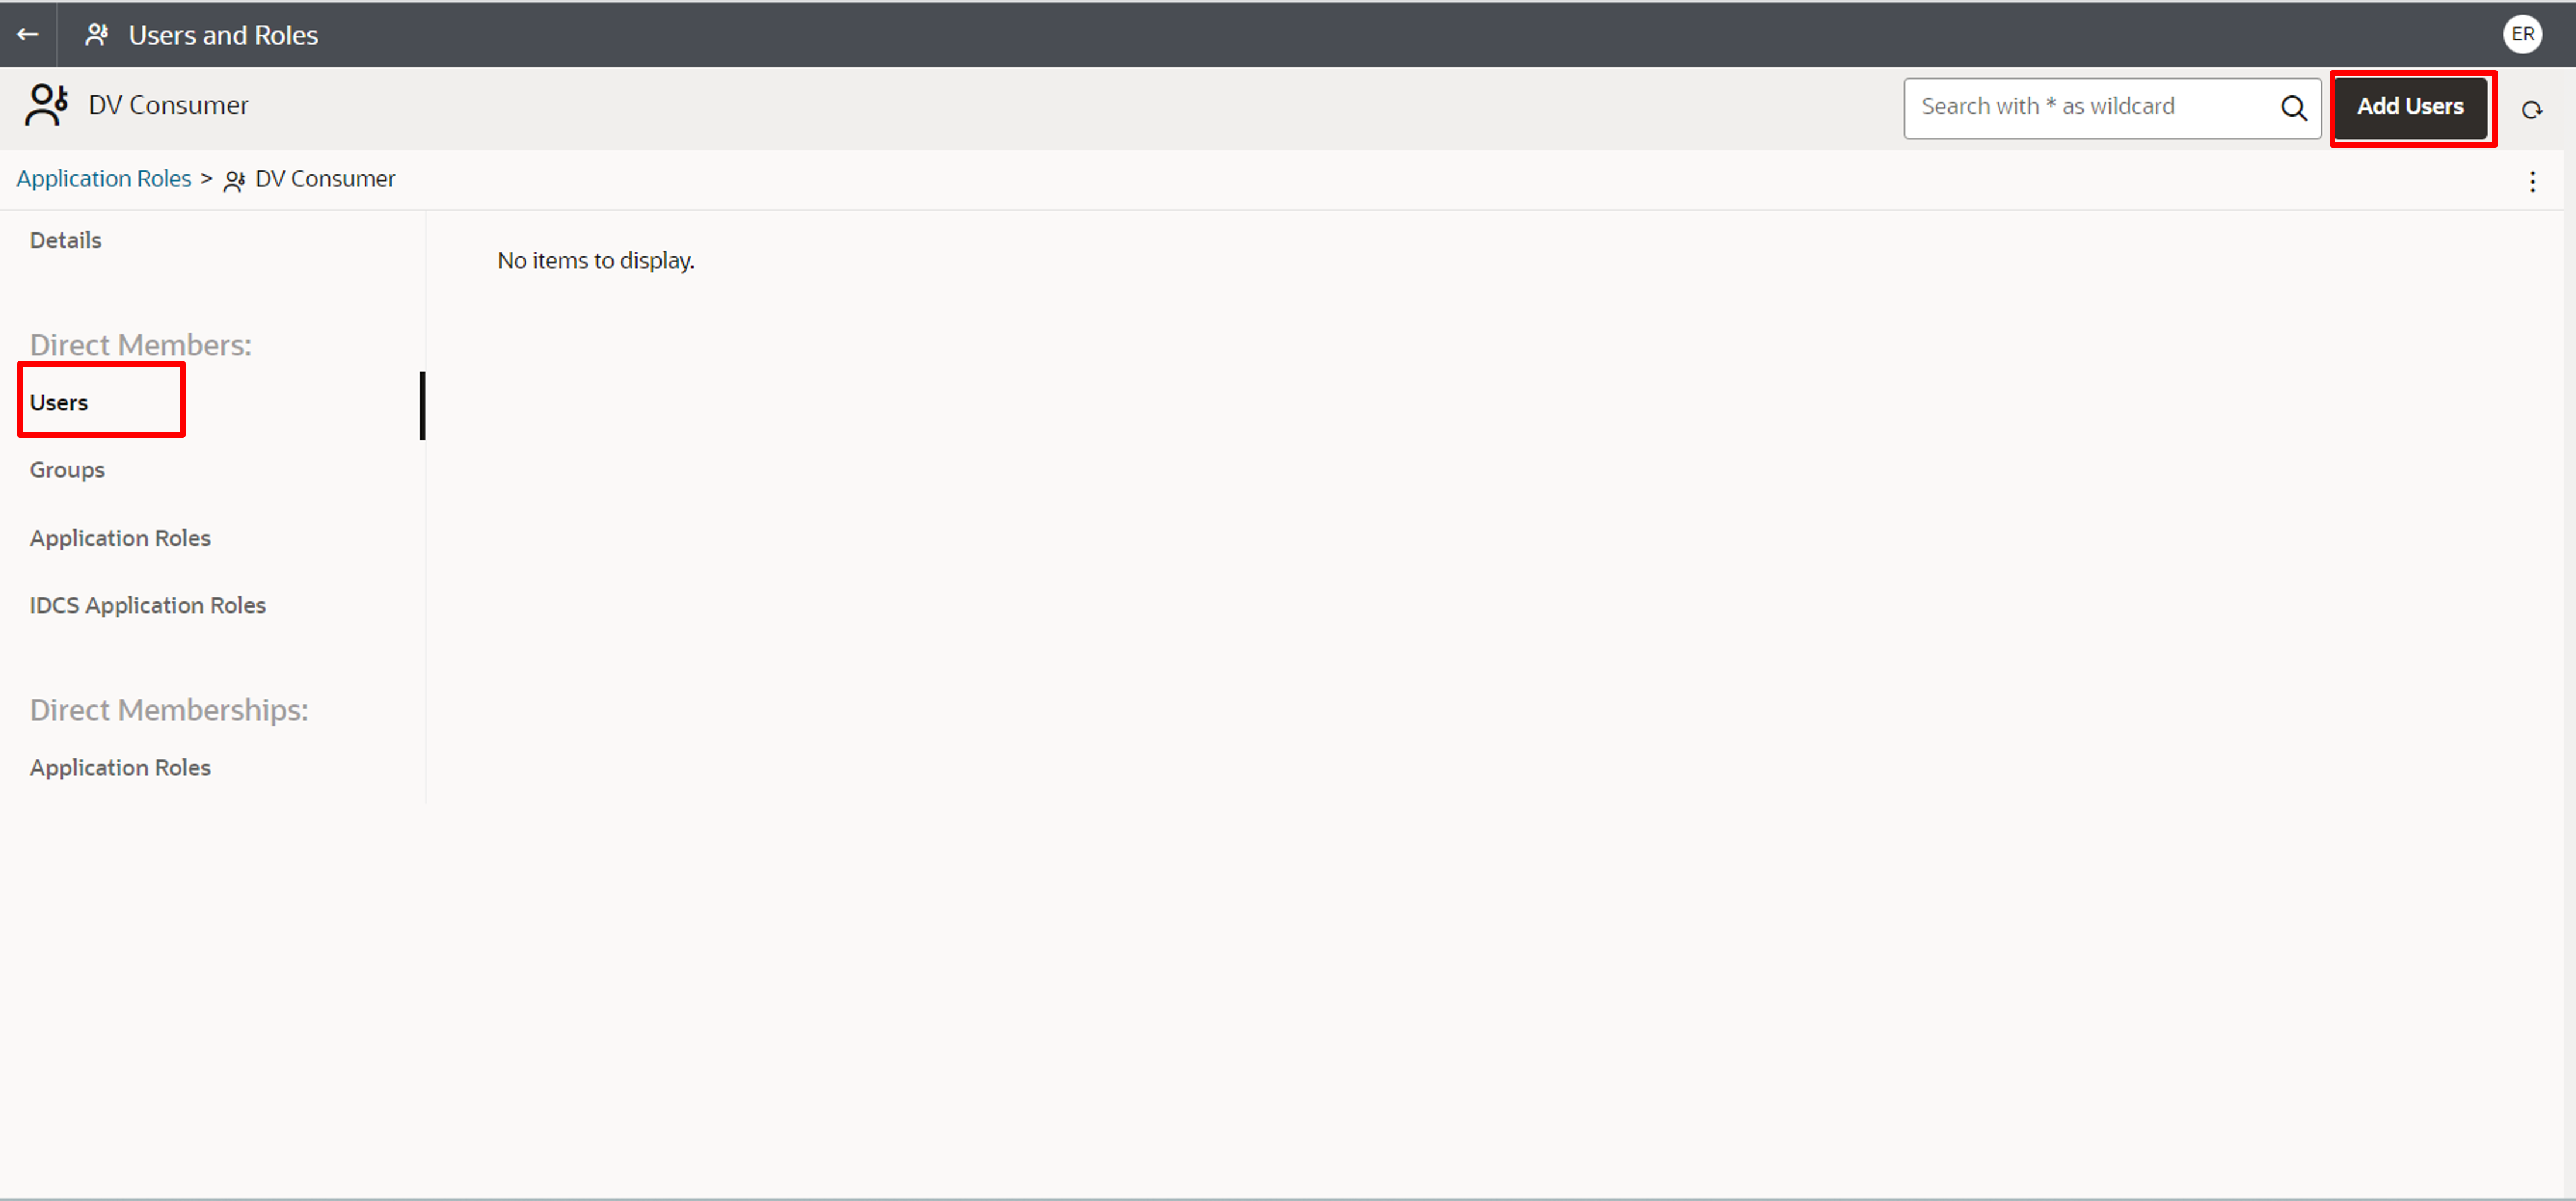 Users and Roles
ER
DV Consumer
Search with * as wildcard
Add Users
Application Roles > DV Consumer
Details
No items to display.
Direct Members:
Users
Groups
Application Roles
IDCS Application Roles
Direct Memberships:
Application Roles